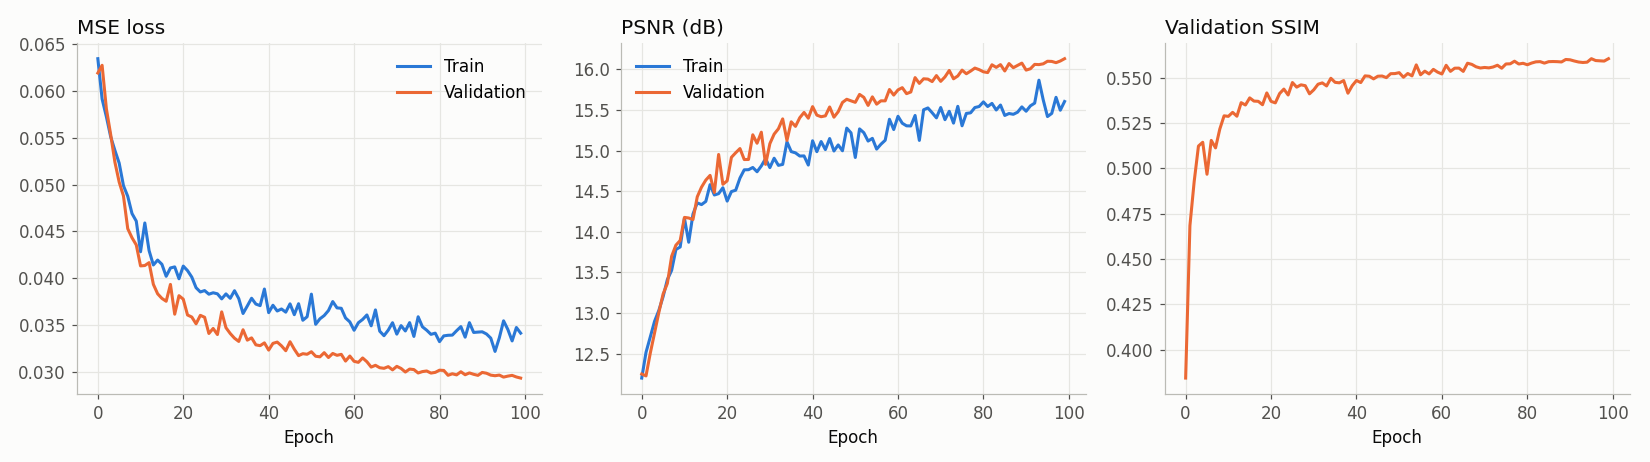 MSE loss
0.065
0.060
0.055
0.050
0.045
0.040
0.035
0.030
0 20 40 60 80 100
Epoch
Train
Validation
PSNR (dB)
16.0
15.5
15.0
14.5
14.0
13.5
13.0
12.5
0 20 40 60 80 100
Epoch
Train
Validation
Validation SSIM
0.550
0.525
0.500
0.475
0.450
0.425
0.400
0 20 40 60 80 100
Epoch